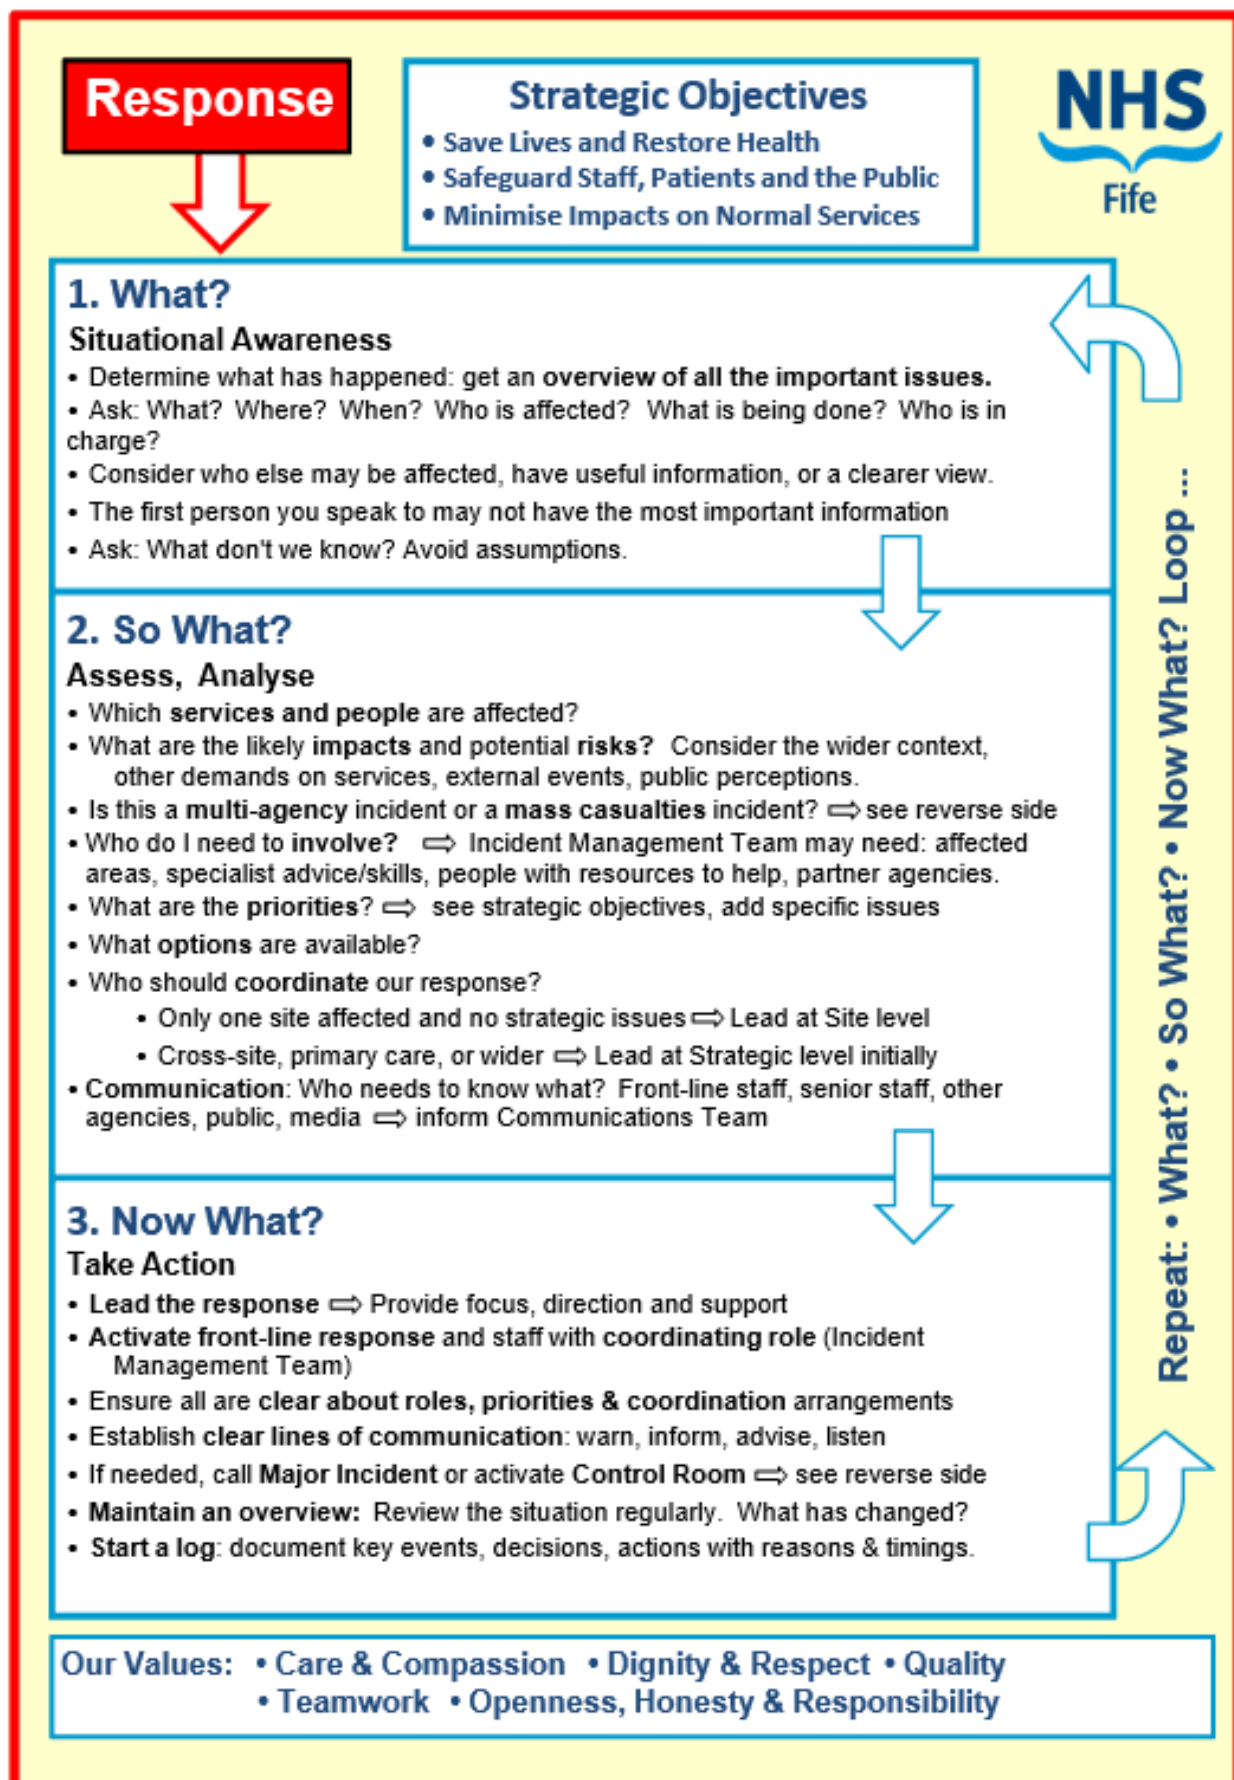 Response
Strategic Objectives
• Save Lives and Restore Health
• Safeguard Staff, Patients and the Public
• Minimise Impacts on Normal Services
NHS
Fife
1. What?
Situational Awareness
• Determine what has happened: get an overview of all the important issues.
• Ask: What? Where? When? Who is affected? What is being done? Who is in
charge?
• Consider who else may be affected, have useful information, or a clearer view.
• The first person you speak to may not have the most important information
• Ask: What don't we know? Avoid assumptions.
2. So What?
Assess, Analyse
• Which services and people are affected?
• What are the likely impacts and potential risks? Consider the wider context,
other demands on services, external events, public perceptions.
• Is this a multi-agency incident or a mass casualties incident? ⇨ see reverse side
• Who do I need to involve? ⇨ Incident Management Team may need: affected
areas, specialist advice/skills, people with resources to help, partner agencies.
• What are the priorities? ⇨ see strategic objectives, add specific issues
• What options are available?
• Who should coordinate our response?
• Only one site affected and no strategic issues ⇨ Lead at Site level
• Cross-site, primary care, or wider ⇨ Lead at Strategic level initially
• Communication: Who needs to know what? Front-line staff, senior staff, other
agencies, public, media ⇨ inform Communications Team
3. Now What?
Take Action
• Lead the response ⇨ Provide focus, direction and support
• Activate front-line response and staff with coordinating role (Incident
Management Team)
• Ensure all are clear about roles, priorities & coordination arrangements
• Establish clear lines of communication: warn, inform, advise, listen
• If needed, call Major Incident or activate Control Room ⇨ see reverse side
• Maintain an overview: Review the situation regularly. What has changed?
• Start a log: document key events, decisions, actions with reasons & timings.
Repeat: • What? • So What? • Now What? Loop ...
Our Values: • Care & Compassion • Dignity & Respect • Quality
• Teamwork • Openness, Honesty & Responsibility